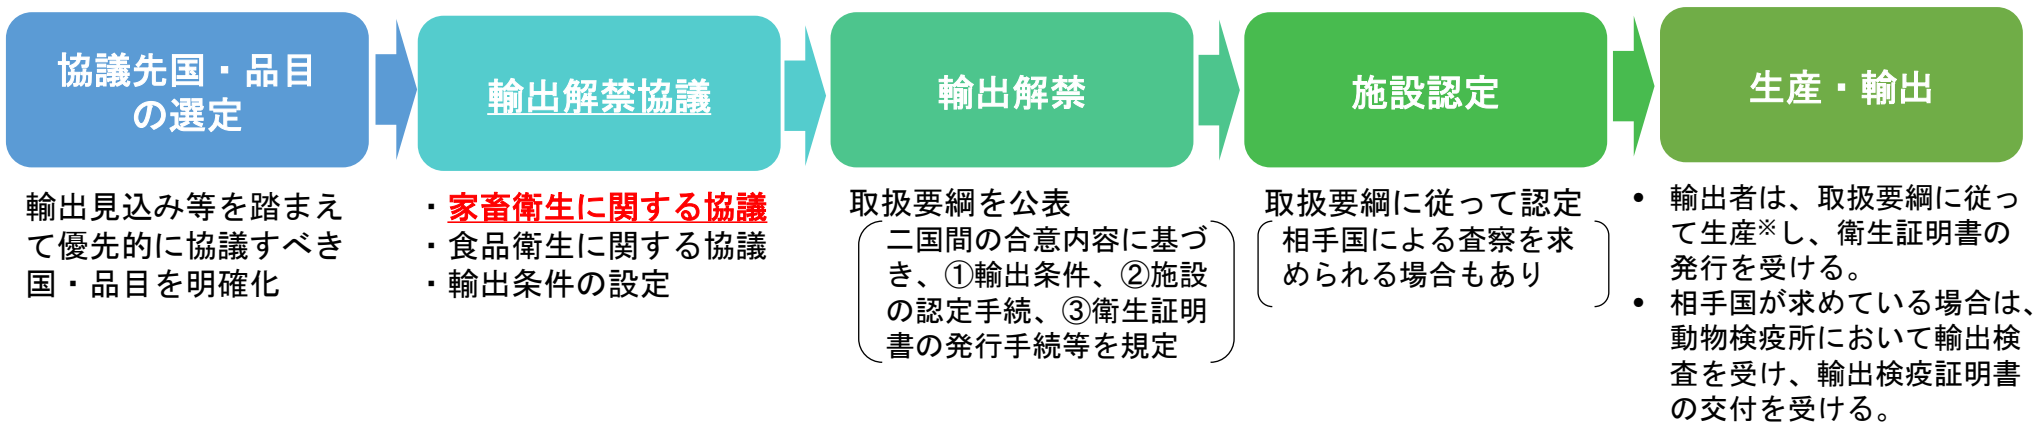 協議先国・品目
の選定
輸出見込み等を踏まえ
て優先的に協議すべき
国・品目を明確化
輸出解禁協議
・家畜衛生に関する協議
・食品衛生に関する協議
・輸出条件の設定
輸出解禁
取扱要綱を公表
二国間の合意内容に基づ
き、①輸出条件、②施設
の認定手続、③衛生証明
書の発行手続等を規定
施設認定
取扱要綱に従って認定
相手国による査察を求
められる場合もあり
生産・輸出
• 輸出者は、取扱要綱に従っ
て生産※し、衛生証明書の
発行を受ける。
• 相手国が求めている場合は、
動物検疫所において輸出検
査を受け、輸出検疫証明書
の交付を受ける。